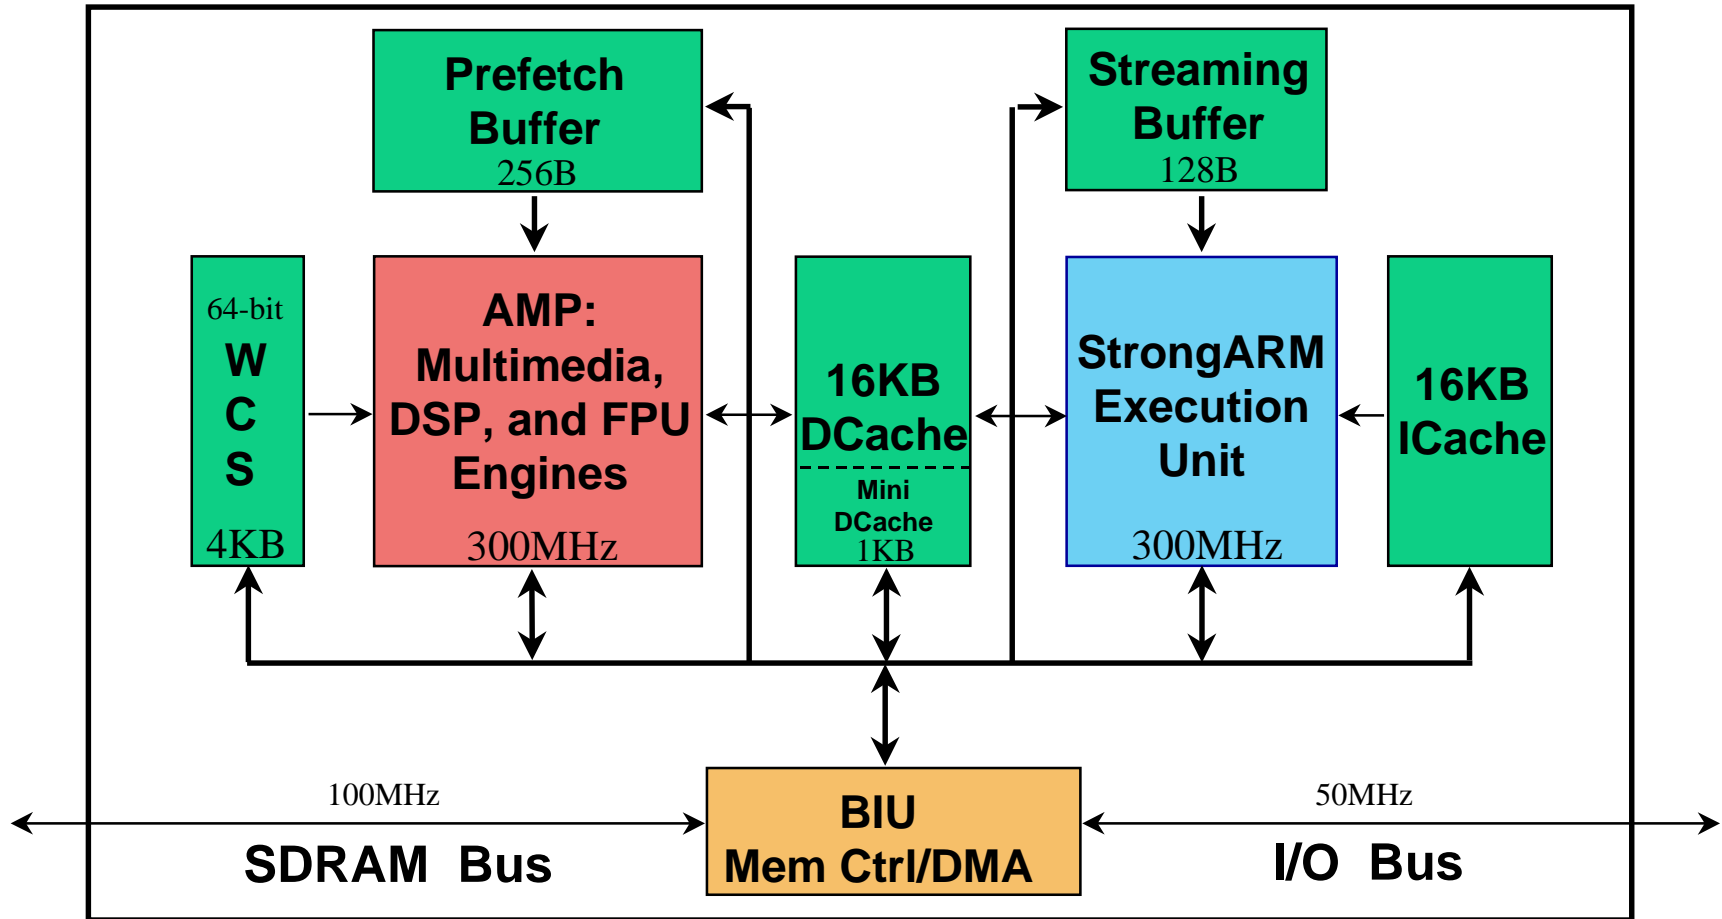 Prefetch
Buffer
256B
Streaming
Buffer
128B
64-bit
W
C
S
4KB
AMP:
Multimedia,
DSP, and FPU
Engines
300MHz
16KB
DCache
Mini
DCache
1KB
StrongARM
Execution
Unit
300MHz
16KB
ICache
100MHz
SDRAM Bus
BIU
Mem Ctrl/DMA
50MHz
I/O Bus